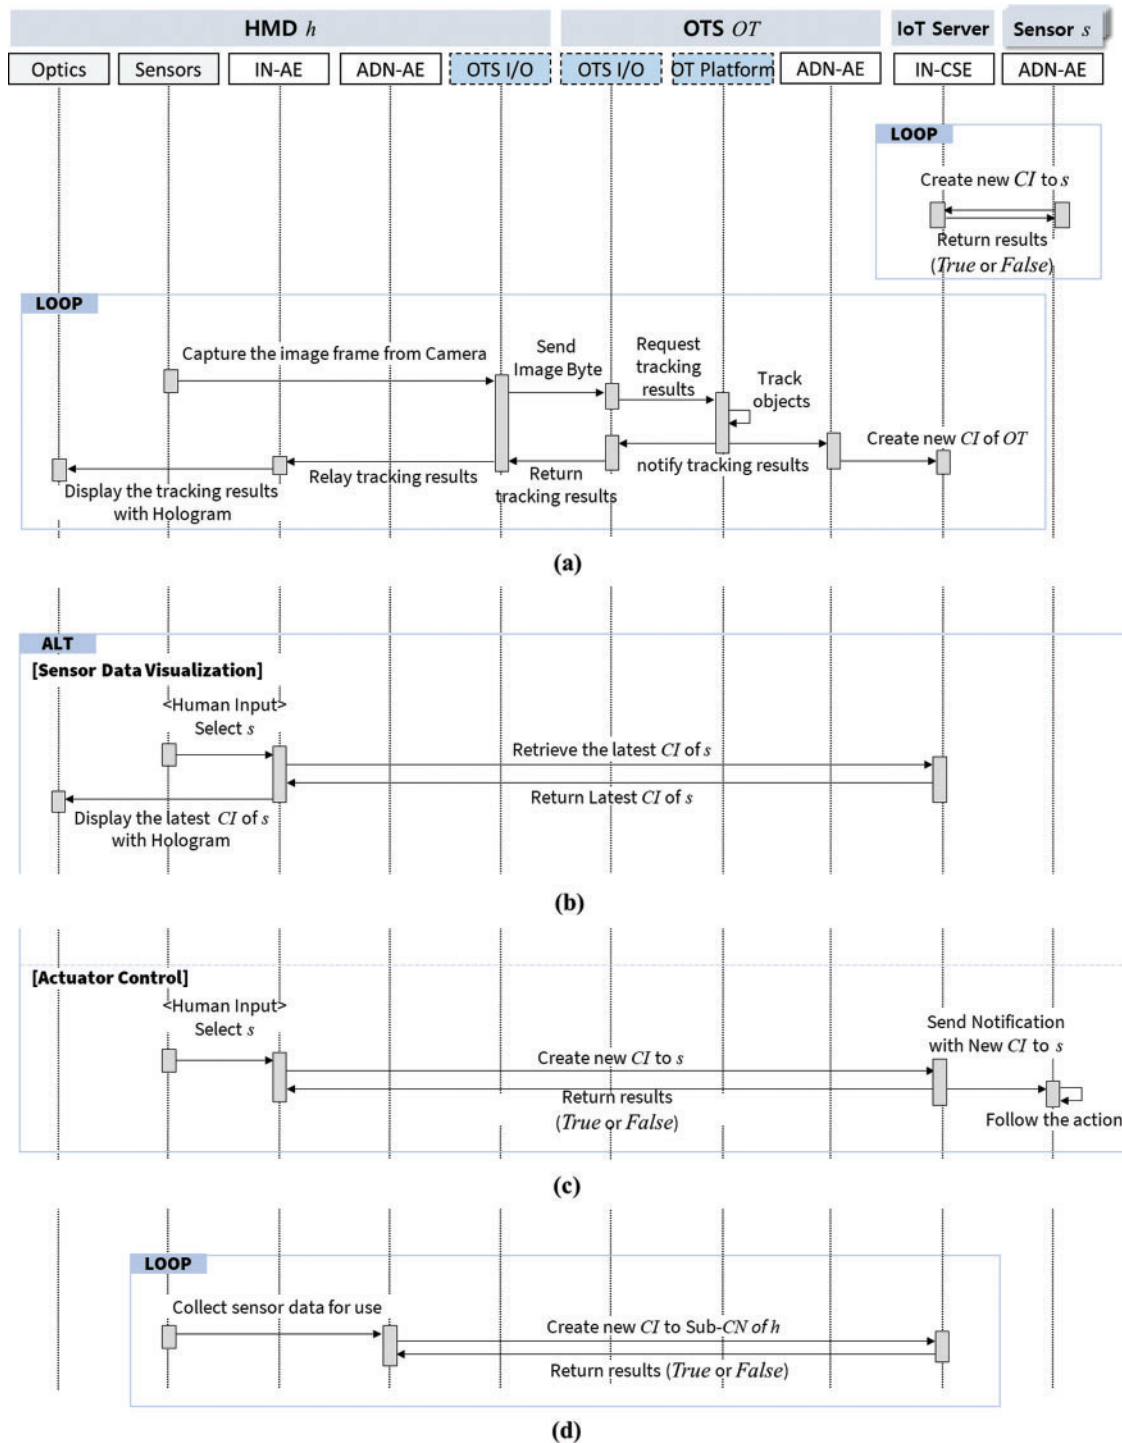 HMD h
OTS OT
IoT Server
Sensor s
Optics
Sensors
IN-AE
ADN-AE
OTS I/O
OTS I/O
OT Platform
ADN-AE
IN-CSE
ADN-AE
LOOP
Create new CI to s
Return results
(True or False)
LOOP
Capture the image frame from Camera
Send
Image Byte
Request
tracking
results
Track
objects
Create new CI of OT
notify tracking results
Return
tracking results
Relay tracking results
Display the tracking results
with Hologram
(a)
ALT
[Sensor Data Visualization]
<Human Input>
Select s
Retrieve the latest CI of s
Return Latest CI of s
Display the latest CI of s
with Hologram
(b)
[Actuator Control]
<Human Input>
Select s
Create new CI to s
Send Notification
with New CI to s
Return results
(True or False)
Follow the action
(c)
LOOP
Collect sensor data for use
Create new CI to Sub-CN of h
Return results (True or False)
(d)